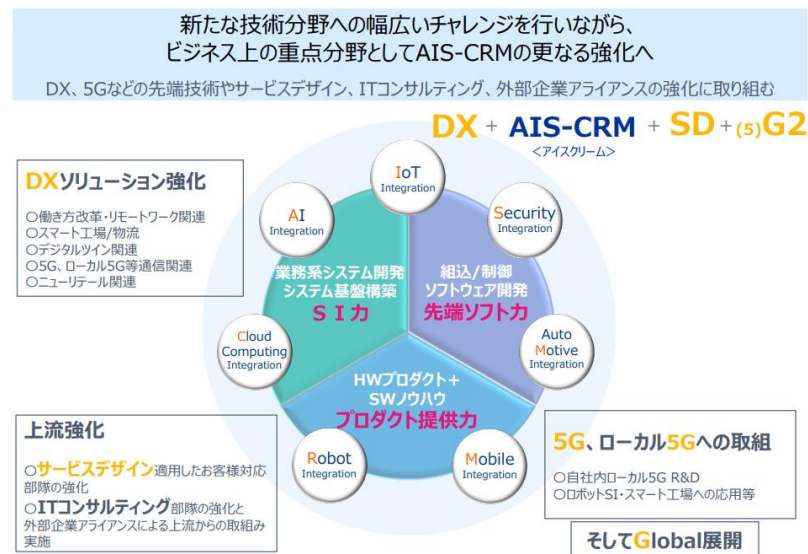 新たな技術分野への幅広いチャレンジを行いながら、
ビジネス上の重点分野としてAIS-CRMの更なる強化へ
DX、5Gなどの先端技術やサービスデザイン、ITコンサルティング、外部企業アライアンスの強化に取り組む
DX + AIS-CRM + SD +(5)G2
<アイスクリーム>
DXソリューション強化
○働き方改革・リモートワーク関連
○スマート工場/物流
○デジタルツイン関連
○5G、ローカル5G等通信関連
○ニューリテール関連
IoT
Integration
AI
Integration
Security
Integration
業務系システム開発
システム基盤構築
ＳＩ力
組込/制御
ソフトウェア開発
先端ソフト力
Cloud
Computing
Integration
Auto
Motive
Integration
HWプロダクト＋
SWノウハウ
プロダクト提供力
Robot
Integration
Mobile
Integration
上流強化
○サービスデザイン適用したお客様対応
部隊の強化
○ITコンサルティング部隊の強化と
外部企業アライアンスによる上流からの取組み
実施
5G、ローカル5Gへの取組
○自社内ローカル5G R&D
○ロボットSI・スマート工場への応用等
そしてGlobal展開